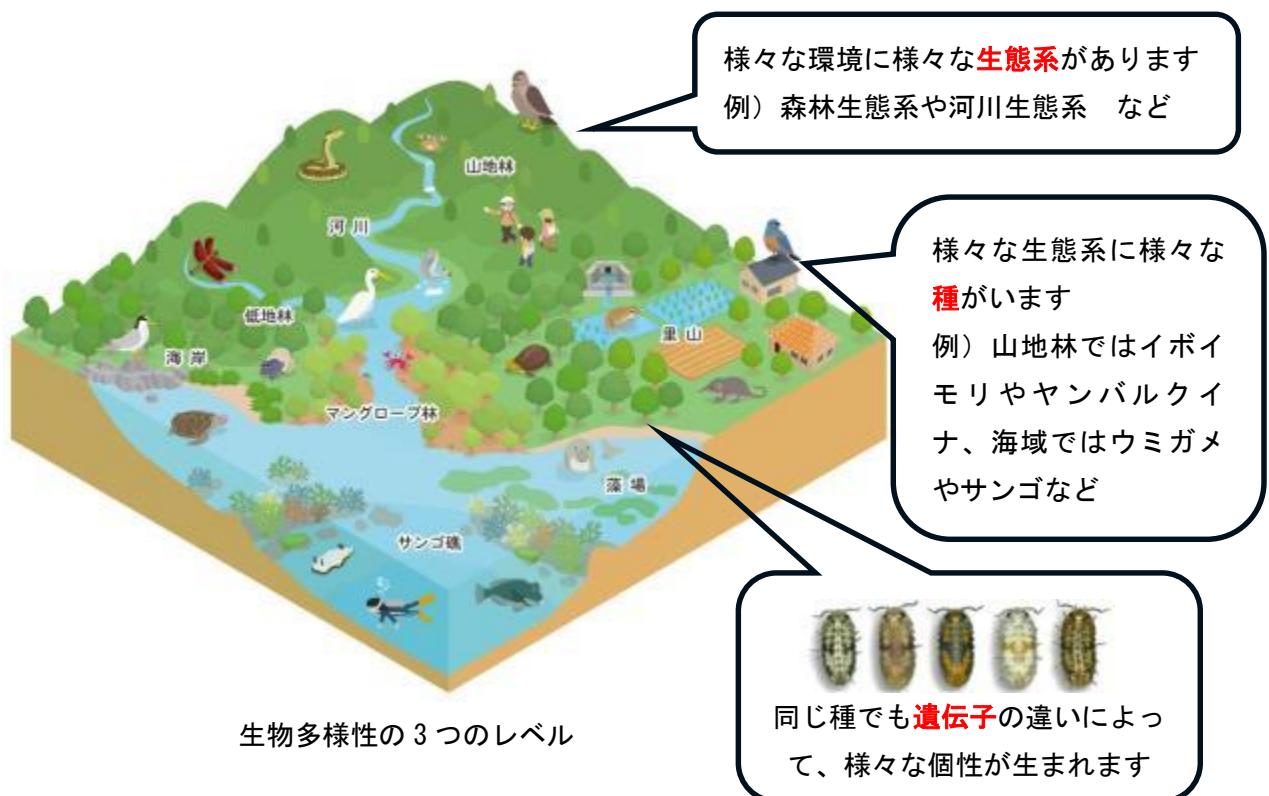 様々な環境に様々な生態系があります
例）森林生態系や河川生態系　など
山地林
河川
様々な生態系に様々な
種がいます
例）山地林ではイボイ
モリやヤンバルクイ
ナ、海域ではウミガメ
やサンゴなど
低地林
里山
海岸
マングローブ林
藻場
サンゴ礁
同じ種でも遺伝子の違いによっ
て、様々な個性が生まれます
生物多様性の3つのレベル